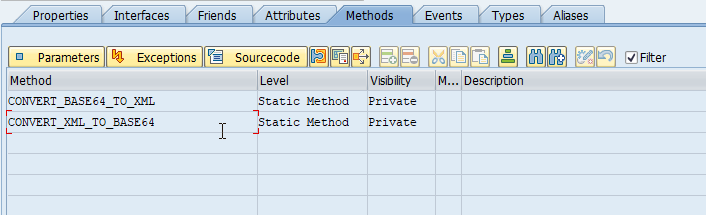 Properties Interfaces Friends Attributes Methods Events Types Aliases
Parameters Exceptions Sourcecode Filter
Method Level Visibility M... Description
CONVERT_BASE64_TO_XML Static Method Private
CONVERT_XML_TO_BASE64 Static Method Private